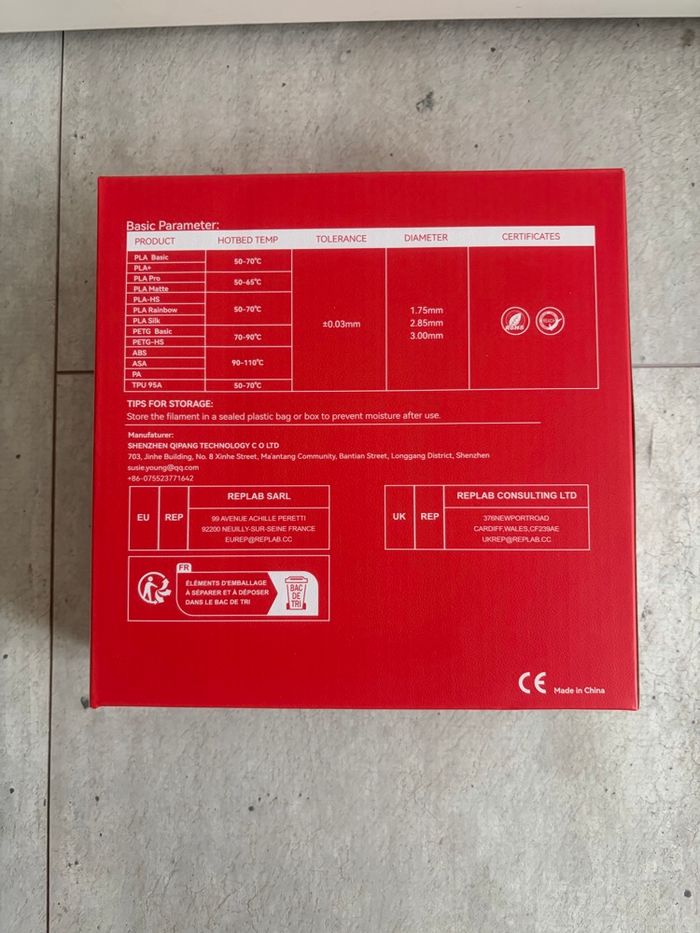 Basic Parameter:
PRODUCT HOTBED TEMP TOLERANCE DIAMETER CERTIFICATES
PLA Basic
PLA+
50-70℃
PLA Pro
PLA Matte
50-65℃
PLA-HS
PLA Rainbow
PLA Silk
50-70℃
PETG Basic
PETG-HS
70-90℃
ABS
ASA
PA
90-110℃
TPU 95A
50-70℃
±0.03mm
1.75mm
2.85mm
3.00mm
RoHS
REACH
TIPS FOR STORAGE:
Store the filament in a sealed plastic bag or box to prevent moisture after use.
Manufaturer:
SHENZHEN QIPANG TECHNOLOGY C O LTD
703, Jinhe Building, No. 8 Xinhe Street, Ma'antang Community, Bantian Street, Longgang District, Shenzhen
susie.young@qq.com
+86-075523771642
EU REP
REPLAB SARL
99 AVENUE ACHILLE PERETTI
92200 NEUILLY-SUR-SEINE FRANCE
EUREP@REPLAB.CC
UK REP
REPLAB CONSULTING LTD
376NEWPORTROAD
CARDIFF,WALES,CF239AE
UKREP@REPLAB.CC
FR
ÉLÉMENTS D'EMBALLAGE
À SÉPARER ET À DÉPOSER
DANS LE BAC DE TRI
BAC
DE
TRI
CE Made in China